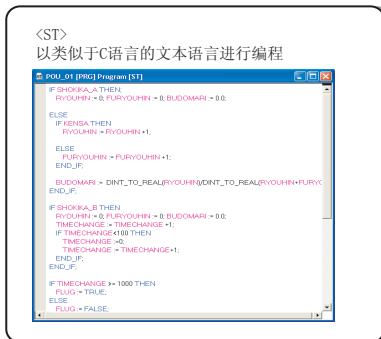 <ST>
以类似于C语言的文本语言进行编程
POU_01 [PRG] Program [ST]
IF SHOKIKA_A THEN;
RYOUHIN := 0; FURYOUHIN := 0; BUDOMARI := 0.0;
ELSE
IF KENSA THEN
RYOUHIN := RYOUHIN +1;
ELSE
FURYOUHIN := FURYOUHIN +1;
END_IF;
BUDOMARI := DINT_TO_REAL(RYOUHIN)/DINT_TO_REAL(RYOUHIN+FURYO
END_IF;
IF SHOKIKA_B THEN
RYOUHIN := 0; FURYOUHIN := 0; BUDOMARI := 0.0;
TIMECHANGE := TIMECHANGE +1;
IF TIMECHANGE<100 THEN
TIMECHANGE :=0;
TIMECHANGE := TIMECHANGE+1;
END_IF;
END_IF;
IF TIMECHANGE >= 1000 THEN
FLUG := TRUE;
ELSE
FLUG := FALSE;